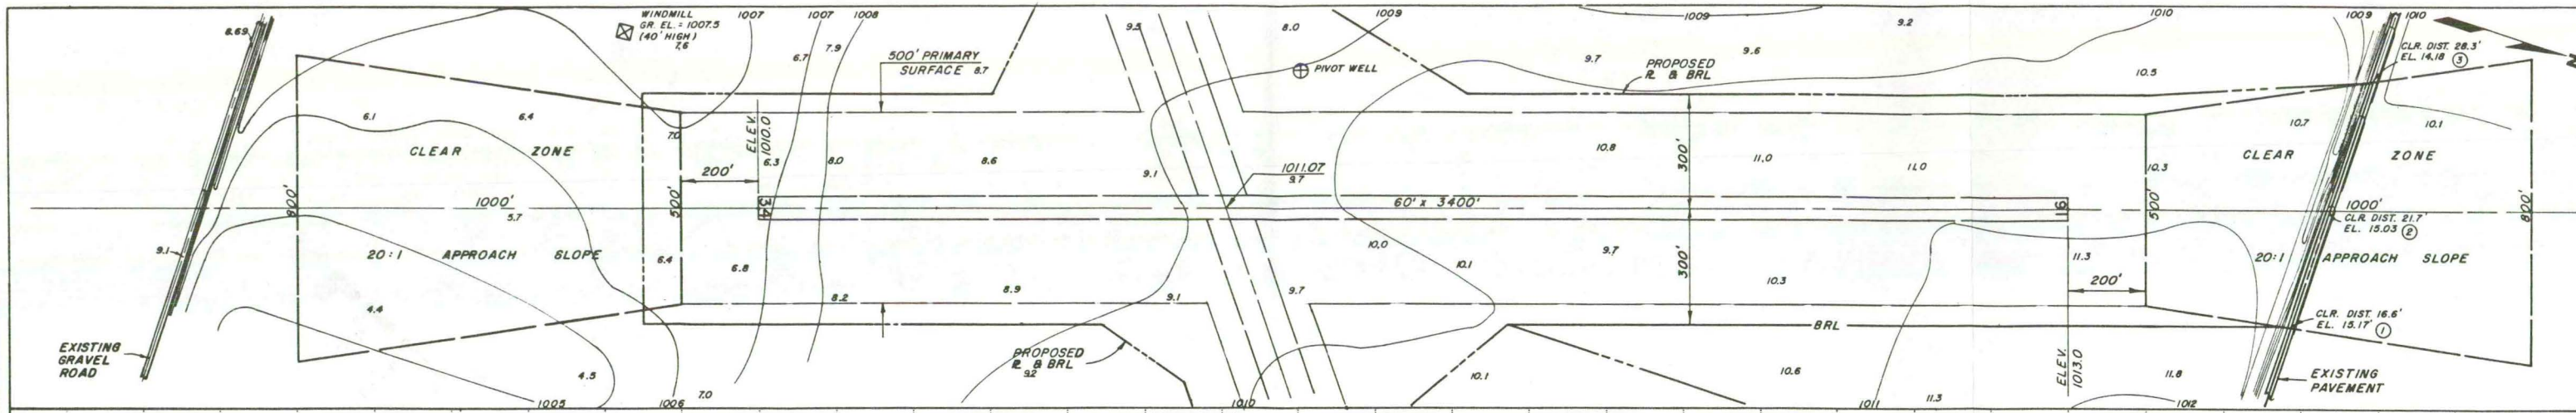 8.69
WINDMILL
GR. EL. = 1007.5
(40' HIGH)
7.6
1007
1007
1008
6.7
7.9
500' PRIMARY
SURFACE 8.7
9.5
8.0
1009
PIVOT WELL
1009
9.2
9.7
9.6
PROPOSED
℞ & BRL
1010
10.5
1009
1010
CLR. DIST. 28.3'
EL. 14.18 ③
N
6.1
6.4
CLEAR ZONE
7.0
ELEV.
1010.0
6.3
8.0
8.6
9.1
1011.07
9.7
10.8
300'
11.0
11.0
10.3
10.7
10.1
CLEAR ZONE
800'
1000'
5.7
500'
200'
34
60' x 3400'
16
500'
1000'
CLR. DIST. 21.7'
EL. 15.03 ②
800'
9.1
20:1 APPROACH SLOPE
6.4
6.8
8.2
8.9
9.1
9.7
10.0
10.1
9.7
300'
10.3
11.3
200'
20:1 APPROACH SLOPE
4.4
CLR. DIST. 16.6'
EL. 15.17' ①
BRL
EXISTING
GRAVEL
ROAD
4.5
1005
1006
7.0
PROPOSED
℞ & BRL
9.2
1010
10.1
10.6
1011
11.3
ELEV.
1013.0
11.8
1012
EXISTING
PAVEMENT